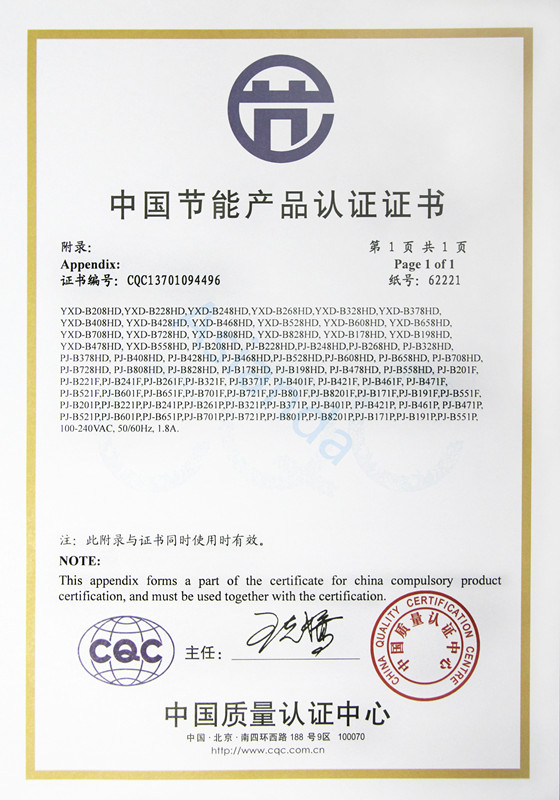 中国节能产品认证证书
附录: 第 1 页 共 1 页
Appendix: Page 1 of 1
证书编号: CQC13701094496 纸号: 62221
YXD-B208HD,YXD-B228HD,YXD-B248HD,YXD-B268HD,YXD-B328HD,YXD-B378HD,
YXD-B408HD, YXD-B428HD, YXD-B468HD, YXD-B528HD, YXD-B608HD, YXD-B658HD,
YXD-B708HD, YXD-B728HD, YXD-B808HD, YXD-B828HD, YXD-B178HD, YXD-B198HD,
YXD-B478HD, YXD-B558HD, PJ-B208HD, PJ-B228HD,PJ-B248HD,PJ-B268HD, PJ-B328HD,
PJ-B378HD, PJ-B408HD, PJ-B428HD, PJ-B468HD,PJ-B528HD,PJ-B608HD, PJ-B658HD, PJ-B708HD,
PJ-B728HD, PJ-B808HD, PJ-B828HD, PJ-B178HD, PJ-B198HD, PJ-B478HD, PJ-B558HD, PJ-B201F,
PJ-B221F,PJ-B241F,PJ-B261F,PJ-B321F, PJ-B371F, PJ-B401F, PJ-B421F, PJ-B461F, PJ-B471F,
PJ-B521F,PJ-B601F,PJ-B651F,PJ-B701F,PJ-B721F,PJ-B801F,PJ-B8201F,PJ-B171F,PJ-B191F,PJ-B551F,
PJ-B201P,PJ-B221P,PJ-B241P,PJ-B261P,PJ-B321P,PJ-B371P, PJ-B401P, PJ-B421P, PJ-B461P, PJ-B471P,
PJ-B521P,PJ-B601P,PJ-B651P,PJ-B701P,PJ-B721P,PJ-B801P,PJ-B8201P,PJ-B171P,PJ-B191P,PJ-B551P,
100-240VAC, 50/60Hz, 1.8A.
注: 此附录与证书同时使用时有效。
NOTE:
This appendix forms a part of the certificate for china compulsory product
certification, and must be used together with the certification.
CQC
主任:
CHINA QUALITY CERTIFICATION CENTRE
中国质量认证中心
中国质量认证中心
中国·北京·南四环西路 188 号9区 100070
http://www.cqc.com.cn